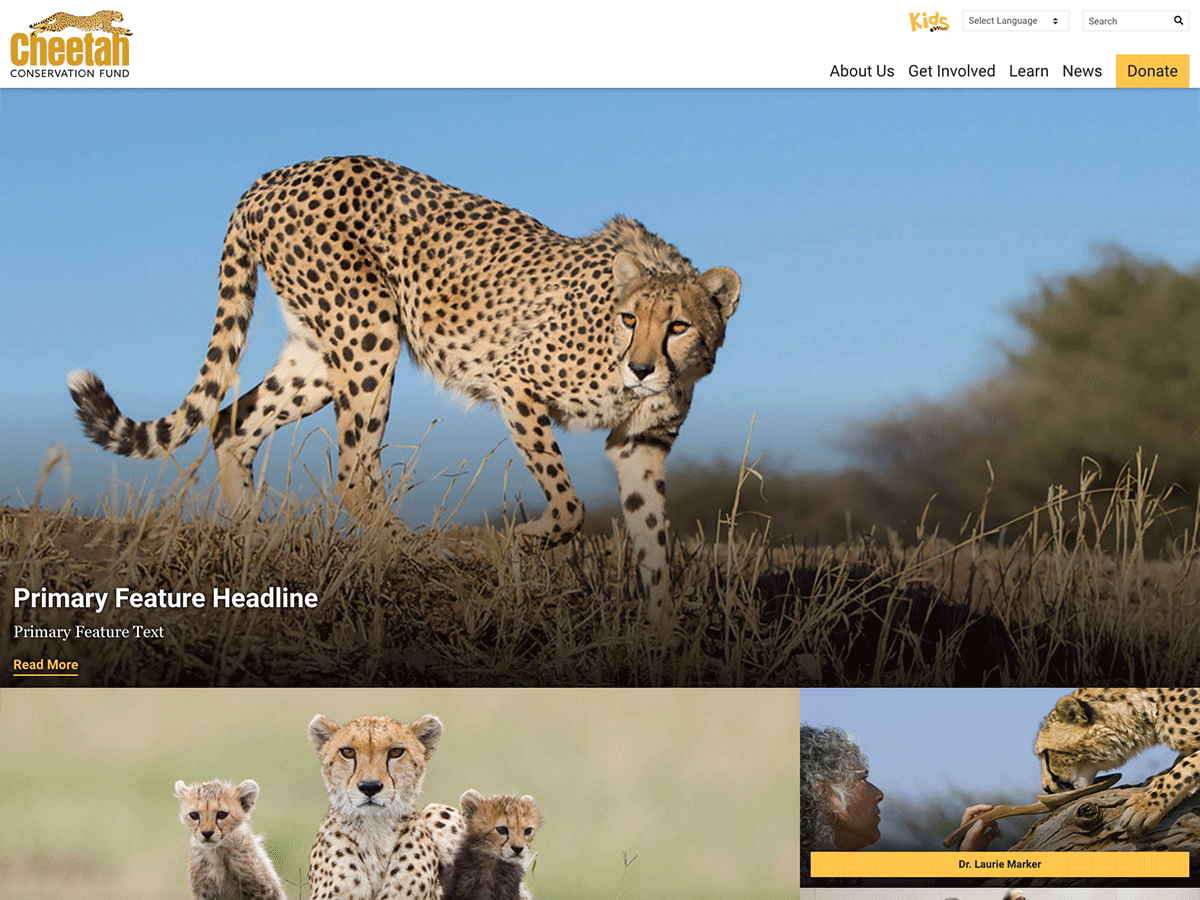 Cheetah
CONSERVATION FUND
Kids
Select Language
Search
About Us Get Involved Learn News Donate
Primary Feature Headline
Primary Feature Text
Read More
Dr. Laurie Marker